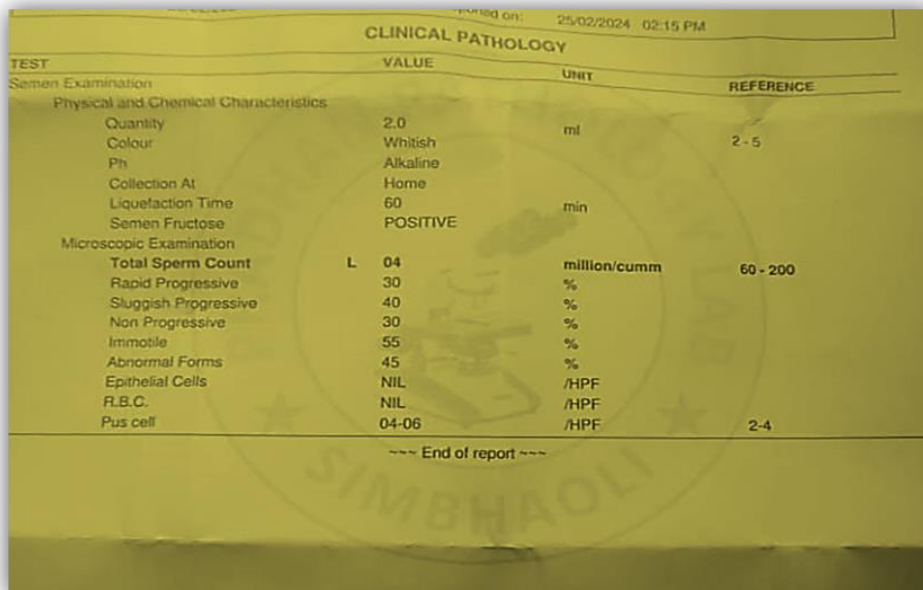 on: 25/02/2024 02:15 PM
CLINICAL PATHOLOGY
TEST VALUE UNIT REFERENCE
Semen Examination
Physical and Chemical Characteristics
Quantity 2.0 ml 2 - 5
Colour Whitish
Ph Alkaline
Collection At Home
Liquefaction Time 60 min
Semen Fructose POSITIVE
Microscopic Examination
Total Sperm Count L 04 million/cumm 60 - 200
Rapid Progressive 30 %
Sluggish Progressive 40 %
Non Progressive 30 %
Immotile 55 %
Abnormal Forms 45 %
Epithelial Cells NIL /HPF
R.B.C. NIL /HPF
Pus cell 04-06 /HPF 2-4
~~~ End of report ~~~
LAB
SIMBHAOLI